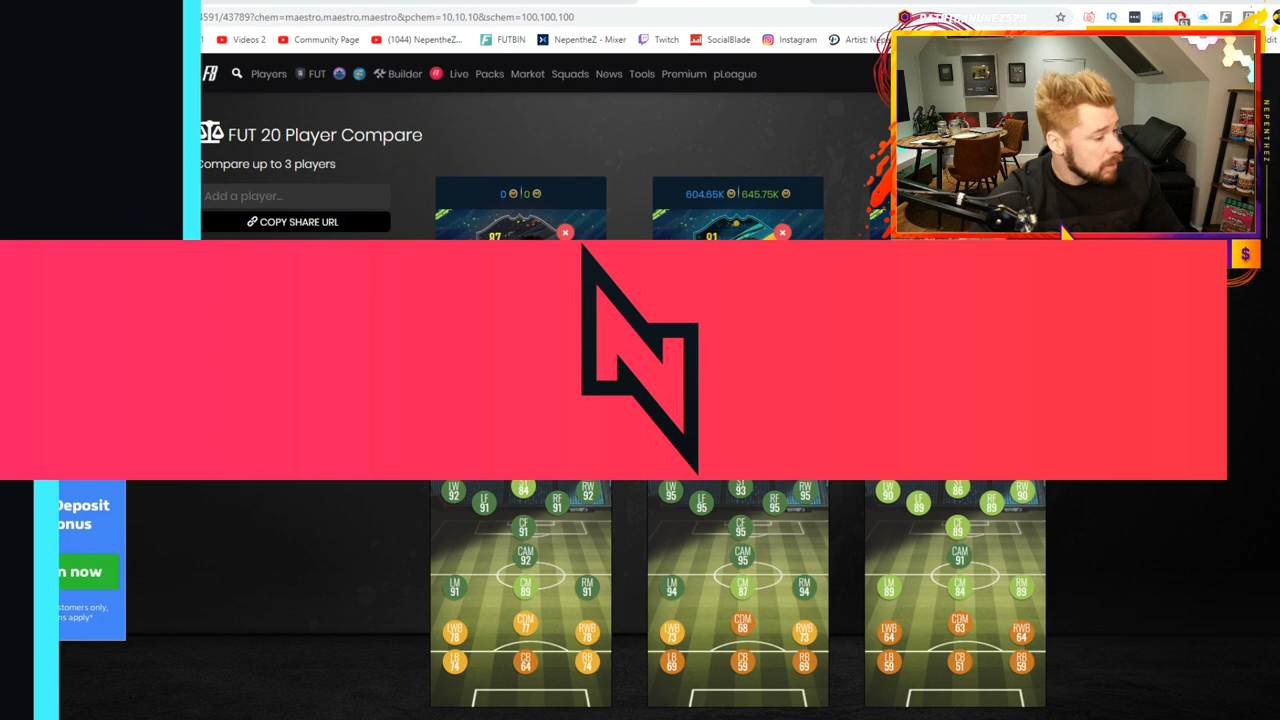 4591/43789?chem=maestro,maestro,maestro&pchem=10,10,10&schem=100,100,100
1 Videos 2 Community Page (1044) NepentheZ... FUTBIN NepentheZ - Mixer Twitch SocialBlade Instagram Artist: Nep
Players FUT Builder Live Packs Market Squads News Tools Premium pLeague
FUT 20 Player Compare
Compare up to 3 players
Add a player...
COPY SHARE URL
0 | 0
604.65K | 645.75K
87
91
NEPENTHEZ
$
Deposit
onus
n now
ustomers only,
ns apply*
LW 92 ST 84 RW 92
LF 91 RF 91
CF 91
CAM 92
LM 91 CM 89 RM 91
LWB 78 CDM 77 RWB 78
LB 74 CB 64 RB 74
LW 95 ST 93 RW 95
LF 95 RF 95
CF 95
CAM 95
LM 94 CM 87 RM 94
LWB 73 CDM 68 RWB 73
LB 69 CB 59 RB 69
LW 90 ST 86 RW 90
LF 89 RF 89
CF 89
CAM 91
LM 89 CM 84 RM 89
LWB 64 CDM 63 RWB 64
LB 59 CB 51 RB 59